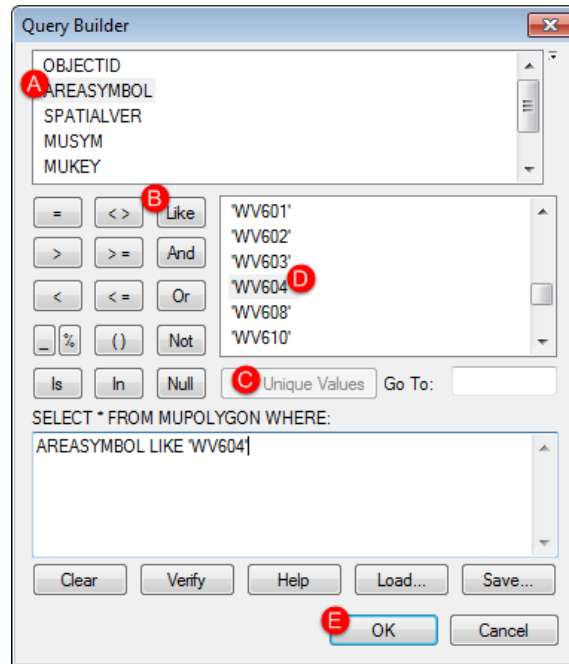 Query Builder
OBJECTID
A AREASYMBOL
SPATIALVER
MUSYM
MUKEY
= < > B Like
> > = And
< < = Or
_ % ( ) Not
Is In Null
'WV601'
'WV602'
'WV603'
'WV604 D
'WV608'
'WV610'
C Unique Values Go To:
SELECT * FROM MUPOLYGON WHERE:
AREASYMBOL LIKE 'WV604'
Clear Verify Help Load... Save...
E OK Cancel